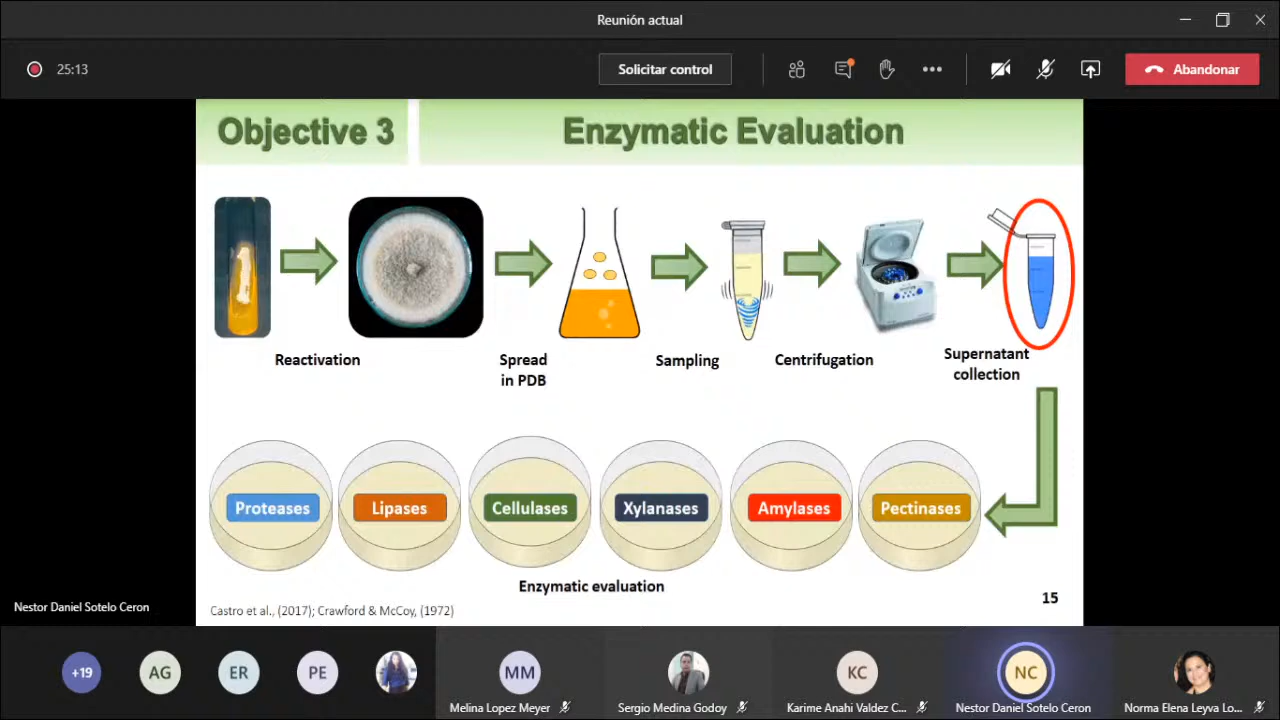 Reunión actual
25:13
Solicitar control
Abandonar
Objective 3
Enzymatic Evaluation
Reactivation
Spread
in PDB
Sampling
Centrifugation
Supernatant
collection
Proteases
Lipases
Cellulases
Xylanases
Amylases
Pectinases
Enzymatic evaluation
Castro et al., (2017); Crawford & McCoy, (1972)
15
Nestor Daniel Sotelo Ceron
+19
AG
ER
PE
MM
KC
NC
Melina Lopez Meyer
Sergio Medina Godoy
Karime Anahi Valdez C...
Nestor Daniel Sotelo Ceron
Norma Elena Leyva Lo...